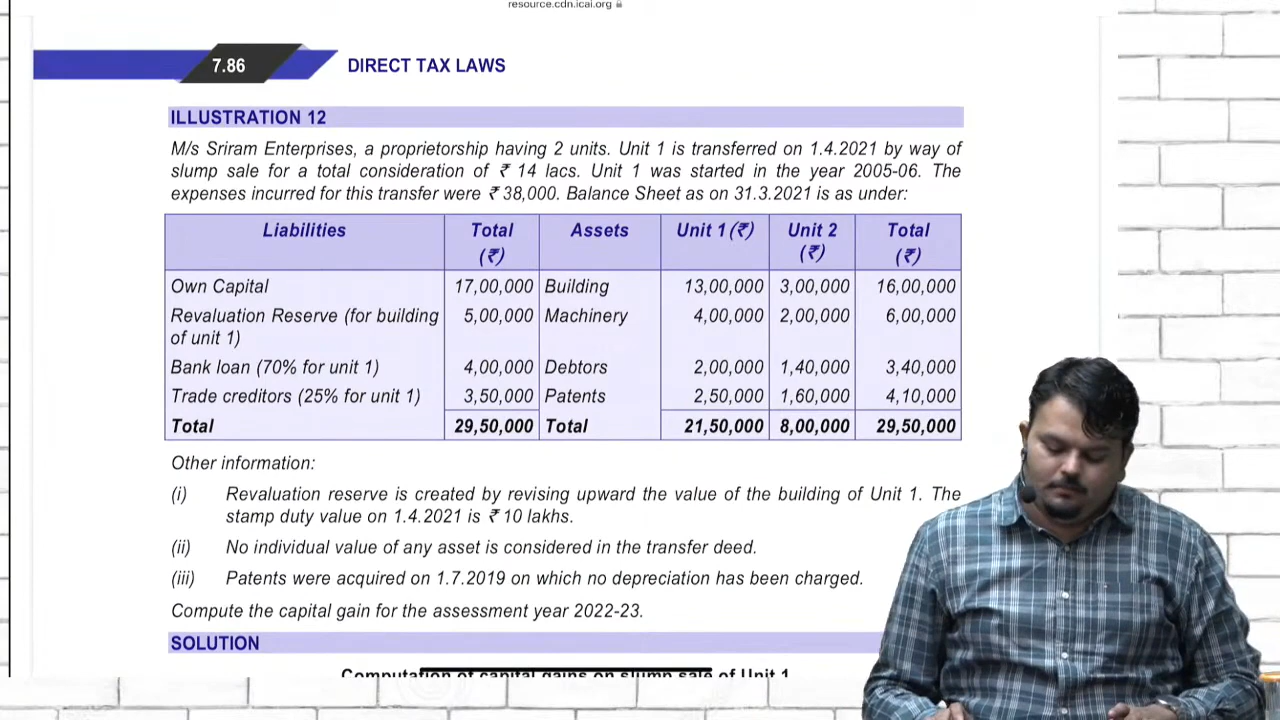 resource.cdn.icai.org
7.86 DIRECT TAX LAWS
ILLUSTRATION 12
M/s Sriram Enterprises, a proprietorship having 2 units. Unit 1 is transferred on 1.4.2021 by way of
slump sale for a total consideration of ₹ 14 lacs. Unit 1 was started in the year 2005-06. The
expenses incurred for this transfer were ₹ 38,000. Balance Sheet as on 31.3.2021 is as under:
Liabilities Total (₹) Assets Unit 1 (₹) Unit 2 (₹) Total (₹)
Own Capital 17,00,000 Building 13,00,000 3,00,000 16,00,000
Revaluation Reserve (for building 5,00,000 Machinery 4,00,000 2,00,000 6,00,000
of unit 1)
Bank loan (70% for unit 1) 4,00,000 Debtors 2,00,000 1,40,000 3,40,000
Trade creditors (25% for unit 1) 3,50,000 Patents 2,50,000 1,60,000 4,10,000
Total 29,50,000 Total 21,50,000 8,00,000 29,50,000
Other information:
(i) Revaluation reserve is created by revising upward the value of the building of Unit 1. The
stamp duty value on 1.4.2021 is ₹ 10 lakhs.
(ii) No individual value of any asset is considered in the transfer deed.
(iii) Patents were acquired on 1.7.2019 on which no depreciation has been charged.
Compute the capital gain for the assessment year 2022-23.
SOLUTION
Computation of capital gains on slump sale of Unit 1